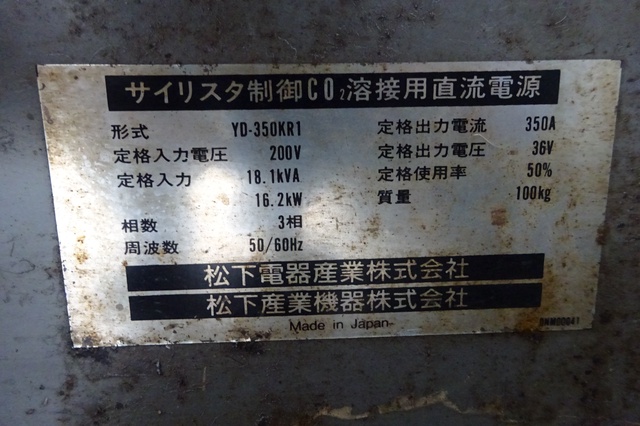 サイリスタ制御CO₂溶接用直流電源
形式 YD-350KR1
定格入力電圧 200V
定格入力 18.1kVA
16.2kW
相数 3相
周波数 50/60Hz
定格出力電流 350A
定格出力電圧 36V
定格使用率 50%
質量 100kg
松下電器産業株式会社
松下産業機器株式会社
Made in Japan